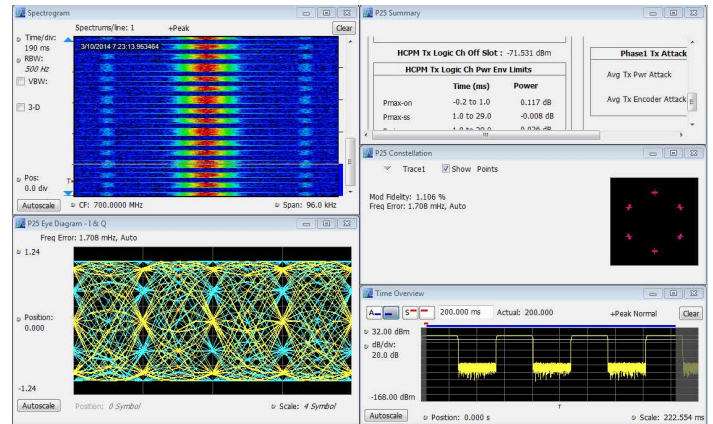 Spectrogram
Spectrums/line: 1 +Peak Clear
Time/div:
190 ms
RBW:
500 Hz
VBW:
3-D
Pos:
0.0 div
3/10/2014 7:23:13.953464
T
Autoscale CF: 700.0000 MHz Span: 96.0 kHz
P25 Eye Diagram - I & Q
Freq Error: 1.708 mHz, Auto
1.24
Position:
0.000
-1.24
Autoscale Position: 0 Symbol Scale: 4 Symbol
P25 Summary
HCPM Tx Logic Ch Off Slot : -71.531 dBm
HCPM Tx Logic Ch Pwr Env Limits
Time (ms) Power
Pmax-on -0.2 to 1.0 0.117 dB
Pmax-ss 1.0 to 29.0 -0.008 dB
1.0 to 29.0 0.026 dB
Phase1 Tx Attack
Avg Tx Pwr Attack
Avg Tx Encoder Attack
P25 Constellation
Trace1 Show Points
Mod Fidelity: 1.106 %
Freq Error: 1.708 mHz, Auto
Time Overview
A S 200.000 ms Actual: 200.000 +Peak Normal Clear
32.00 dBm
dB/div:
20.0 dB
-168.00 dBm
T
Autoscale Position: 0.000 s Scale: 222.554 ms